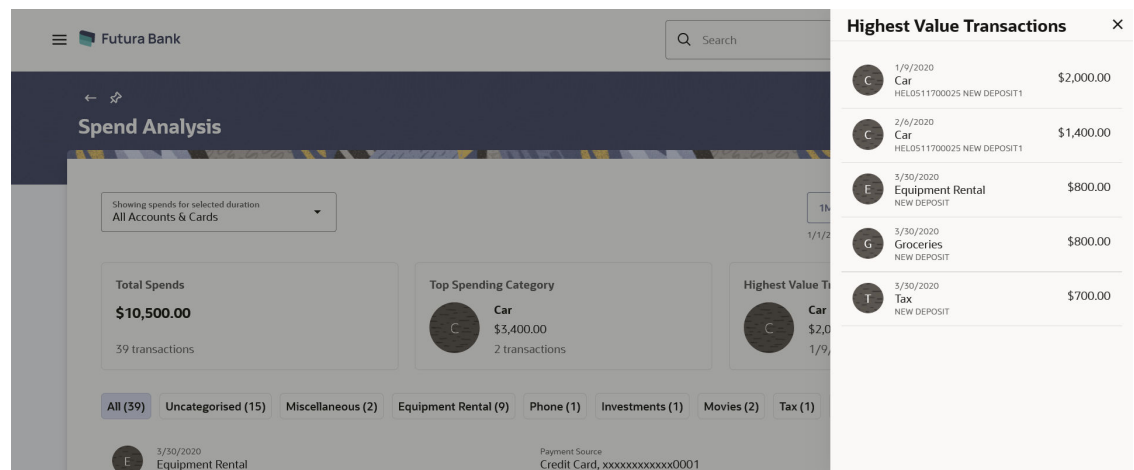 Futura Bank
Search
Spend Analysis
Showing spends for selected duration
All Accounts & Cards
1M
1/1/2
Total Spends
$10,500.00
39 transactions
Top Spending Category
C
Car
$3,400.00
2 transactions
Highest Value Tr
C
Car
$2,0
1/9/
All (39) Uncategorised (15) Miscellaneous (2) Equipment Rental (9) Phone (1) Investments (1) Movies (2) Tax (1)
E
3/30/2020
Equipment Rental
Payment Source
Credit Card, xxxxxxxxxxxx0001
Highest Value Transactions
C
1/9/2020
Car
HEL0511700025 NEW DEPOSIT1
$2,000.00
C
2/6/2020
Car
HEL0511700025 NEW DEPOSIT1
$1,400.00
E
3/30/2020
Equipment Rental
NEW DEPOSIT
$800.00
G
3/30/2020
Groceries
NEW DEPOSIT
$800.00
T
3/30/2020
Tax
NEW DEPOSIT
$700.00